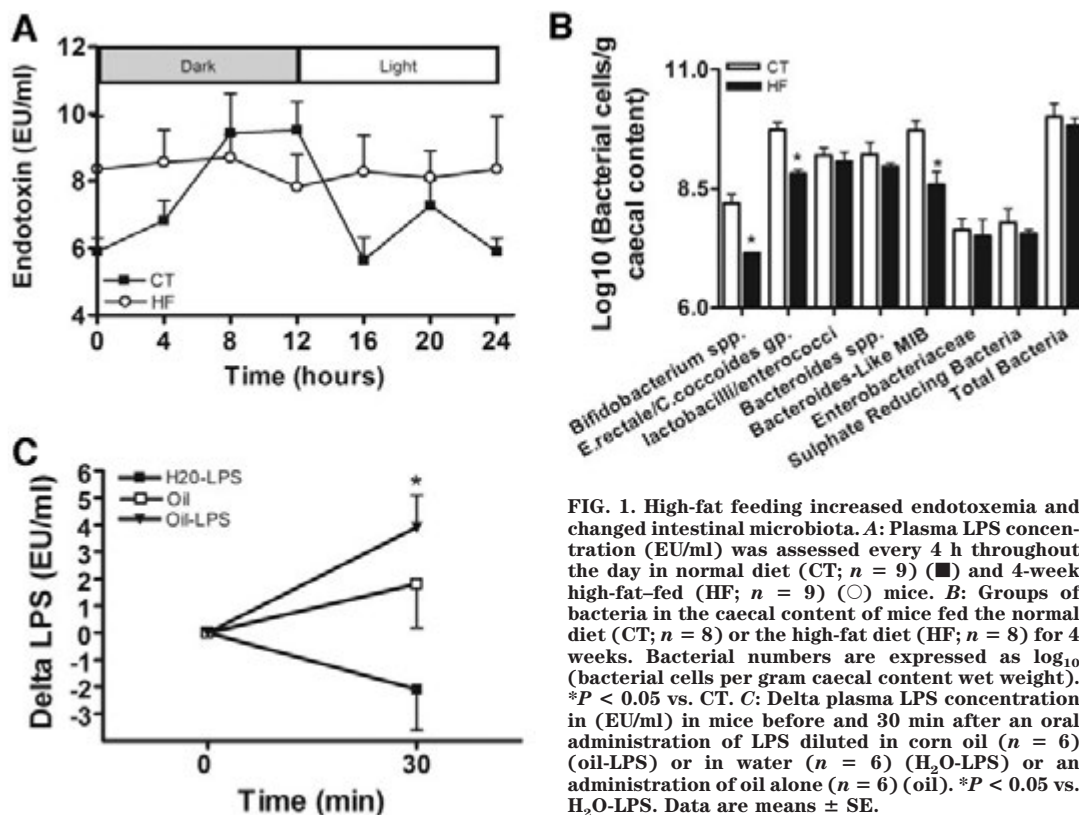 A
Endotoxin (EU/ml)
12
10
8
6
4
Dark
Light
CT
HF
0 4 8 12 16 20 24
Time (hours)
B
Log10 (Bacterial cells/g
caecal content)
11.0
8.5
6.0
CT
HF
*
*
*
Bifidobacterium spp.
E.rectale/C.coccoides gp.
lactobacilli/enterococci
Bacteroides spp.
Bacteroides-Like MIB
Enterobacteriaceae
Sulphate Reducing Bacteria
Total Bacteria
C
Delta LPS (EU/ml)
6
5
4
3
2
1
0
-1
-2
-3
H20-LPS
Oil
Oil-LPS
*
0 30
Time (min)
FIG. 1. High-fat feeding increased endotoxemia and
changed intestinal microbiota. A: Plasma LPS concen-
tration (EU/ml) was assessed every 4 h throughout
the day in normal diet (CT; n = 9) (■) and 4-week
high-fat–fed (HF; n = 9) (○) mice. B: Groups of
bacteria in the caecal content of mice fed the normal
diet (CT; n = 8) or the high-fat diet (HF; n = 8) for 4
weeks. Bacterial numbers are expressed as log₁₀
(bacterial cells per gram caecal content wet weight).
*P < 0.05 vs. CT. C: Delta plasma LPS concentration
in (EU/ml) in mice before and 30 min after an oral
administration of LPS diluted in corn oil (n = 6)
(oil-LPS) or in water (n = 6) (H₂O-LPS) or an
administration of oil alone (n = 6) (oil). *P < 0.05 vs.
H₂O-LPS. Data are means ± SE.